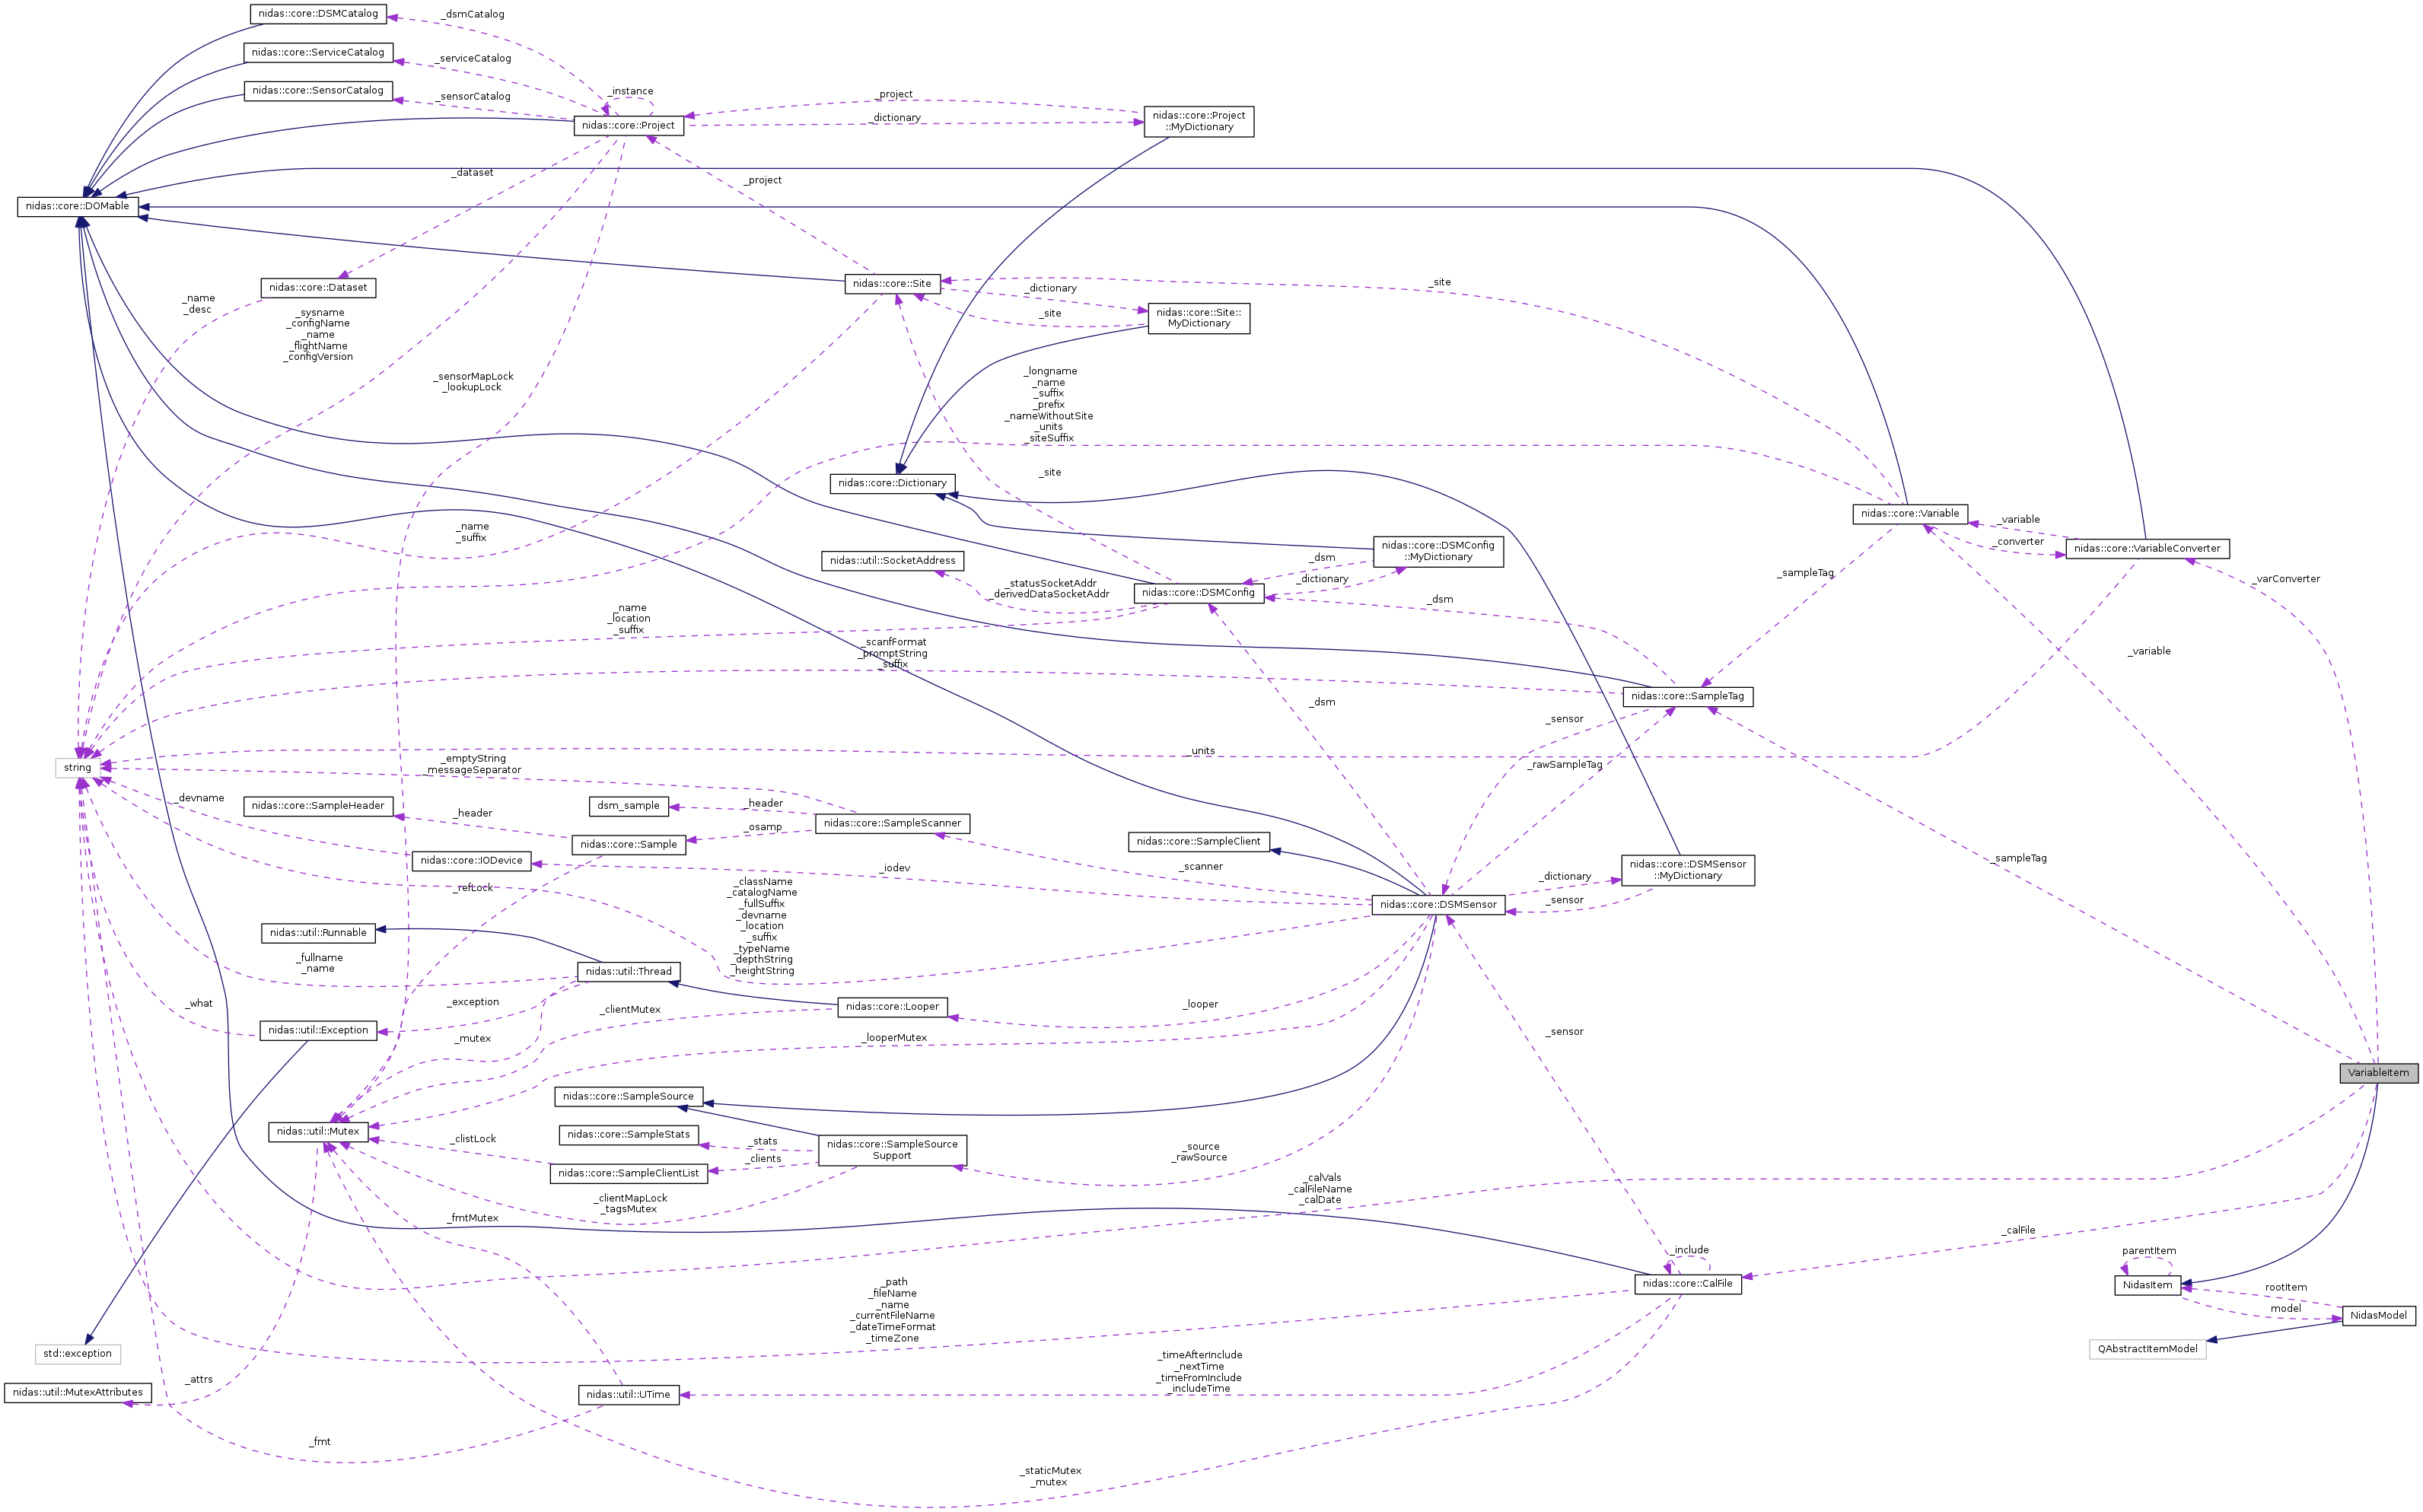 nidas::core::DSMCatalog
_dsmCatalog
nidas::core::ServiceCatalog
_serviceCatalog
nidas::core::SensorCatalog
_sensorCatalog
_instance
nidas::core::Project
_project
_dictionary
nidas::core::Project
::MyDictionary
_dataset
_project
nidas::core::DOMable
nidas::core::Dataset
_name
_desc
_sysname
_configName
_name
_flightName
_configVersion
_sensorMapLock
_lookupLock
nidas::core::Site
_dictionary
_site
nidas::core::Site::
MyDictionary
_site
_longname
_name
_suffix
_prefix
_nameWithoutSite
_units
_siteSuffix
_site
nidas::core::Dictionary
nidas::core::Variable
_variable
_converter
nidas::core::VariableConverter
_name
_suffix
nidas::util::SocketAddress
_statusSocketAddr
_derivedDataSocketAddr
nidas::core::DSMConfig
_dsm
_dictionary
nidas::core::DSMConfig
::MyDictionary
_dsm
_sampleTag
_varConverter
_name
_location
_suffix
_scanfFormat
_promptString
_suffix
_variable
nidas::core::SampleTag
_dsm
_sensor
_units
_rawSampleTag
string
_emptyString
_messageSeparator
_devname
nidas::core::SampleHeader
_header
dsm_sample
_header
_osamp
nidas::core::SampleScanner
nidas::core::Sample
nidas::core::IODevice
_iodev
nidas::core::SampleClient
_scanner
_sampleTag
nidas::core::DSMSensor
::MyDictionary
_dictionary
_sensor
nidas::core::DSMSensor
_refLock
_className
_catalogName
_fullSuffix
_devname
_location
_suffix
_typeName
_depthString
_heightString
nidas::util::Runnable
_fullname
_name
nidas::util::Thread
_what
_exception
_clientMutex
nidas::core::Looper
_looper
nidas::util::Exception
_mutex
_looperMutex
_sensor
VariableItem
nidas::core::SampleSource
nidas::util::Mutex
nidas::core::SampleStats
_clistLock
_stats
_clients
nidas::core::SampleSource
Support
nidas::core::SampleClientList
_source
_rawSource
_clientMapLock
_tagsMutex
_calVals
_calFileName
_calDate
_fmtMutex
_calFile
_include
nidas::core::CalFile
parentItem
NidasItem
rootItem
model
NidasModel
QAbstractItemModel
_path
_fileName
_name
_currentFileName
_dateTimeFormat
_timeZone
std::exception
_timeAfterInclude
_nextTime
_timeFromInclude
_includeTime
_attrs
nidas::util::MutexAttributes
nidas::util::UTime
_fmt
_staticMutex
_mutex